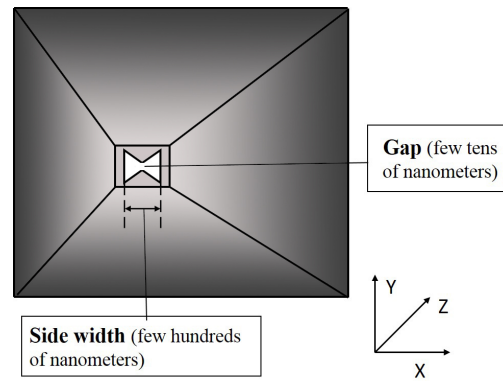 Gap (few tens
of nanometers)
Y
Z
X
Side width (few hundreds
of nanometers)